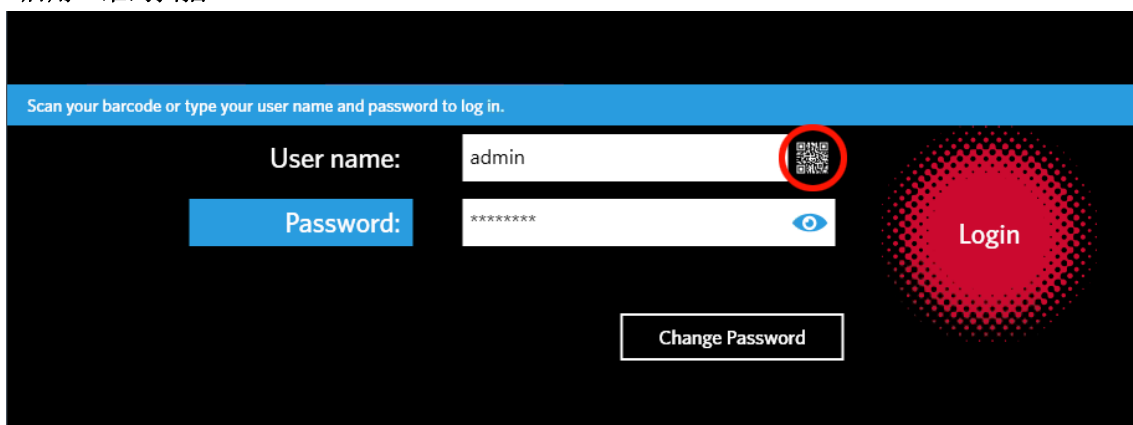 Scan your barcode or type your user name and password to log in.
User name: admin
Password: ********
Login
Change Password